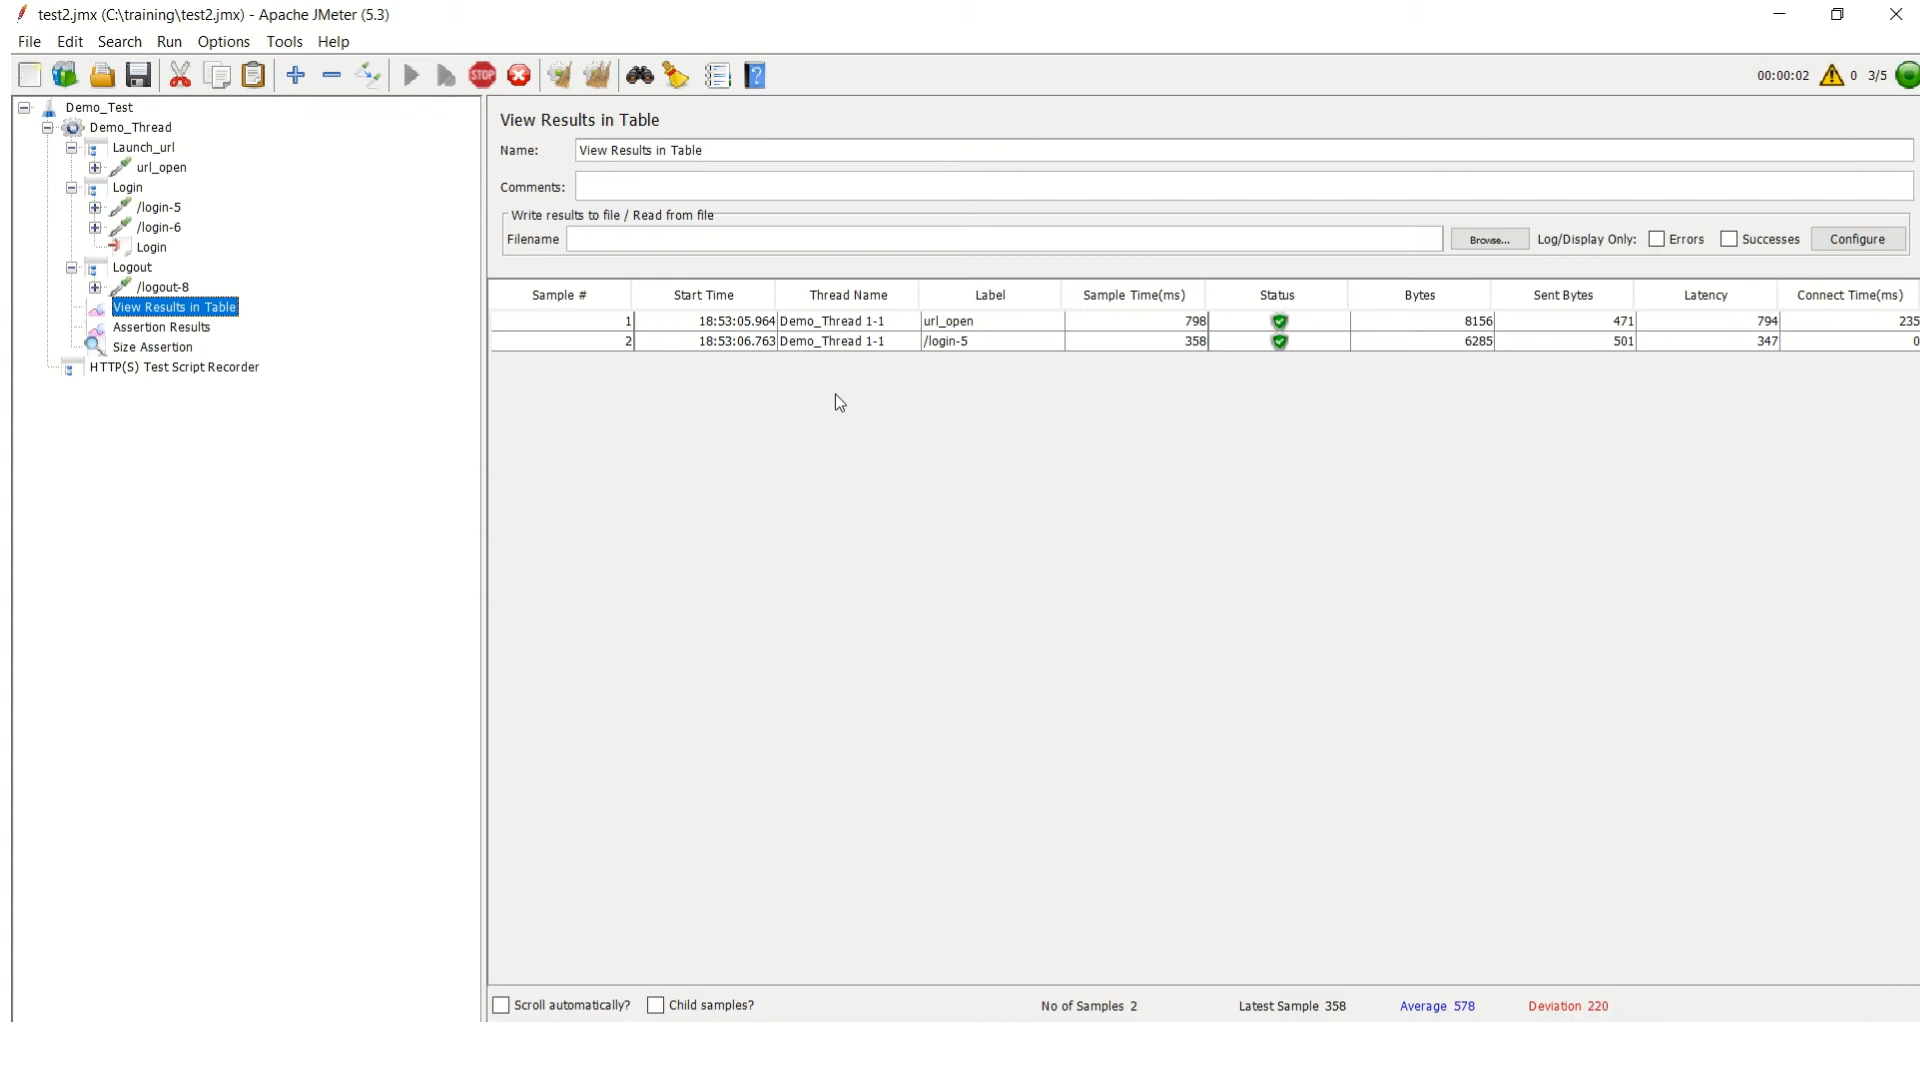 test2.jmx (C:\training\test2.jmx) - Apache JMeter (5.3)
File Edit Search Run Options Tools Help
STOP
00:00:02 0 3/5
Demo_Test
Demo_Thread
Launch_url
url_open
Login
/login-5
/login-6
Login
Logout
/logout-8
View Results in Table
Assertion Results
Size Assertion
HTTP(S) Test Script Recorder
View Results in Table
Name: View Results in Table
Comments:
Write results to file / Read from file
Filename Browse... Log/Display Only: Errors Successes Configure
Sample # Start Time Thread Name Label Sample Time(ms) Status Bytes Sent Bytes Latency Connect Time(ms)
1 18:53:05.964 Demo_Thread 1-1 url_open 798 8156 471 794 235
2 18:53:06.763 Demo_Thread 1-1 /login-5 358 6285 501 347 0
Scroll automatically? Child samples? No of Samples 2 Latest Sample 358 Average 578 Deviation 220